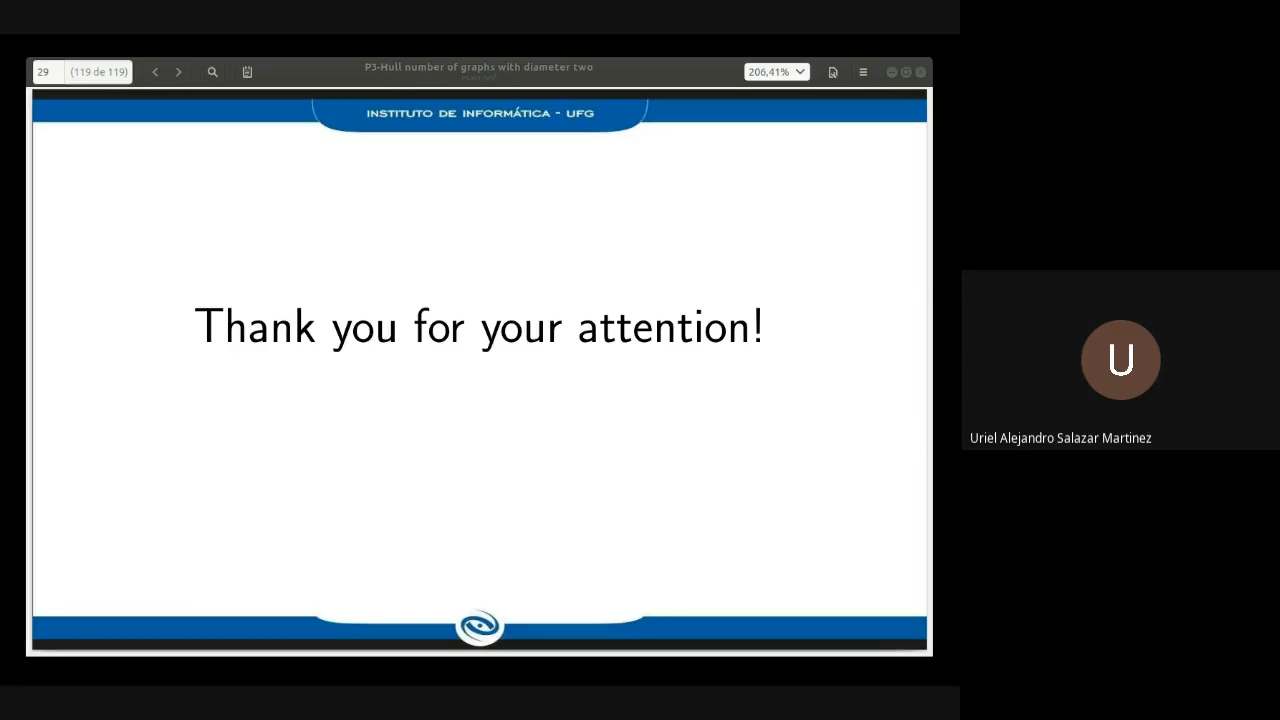 29 (119 de 119)
P3-Hull number of graphs with diameter two
206,41%
INSTITUTO DE INFORMÁTICA - UFG
Thank you for your attention!
U
Uriel Alejandro Salazar Martinez